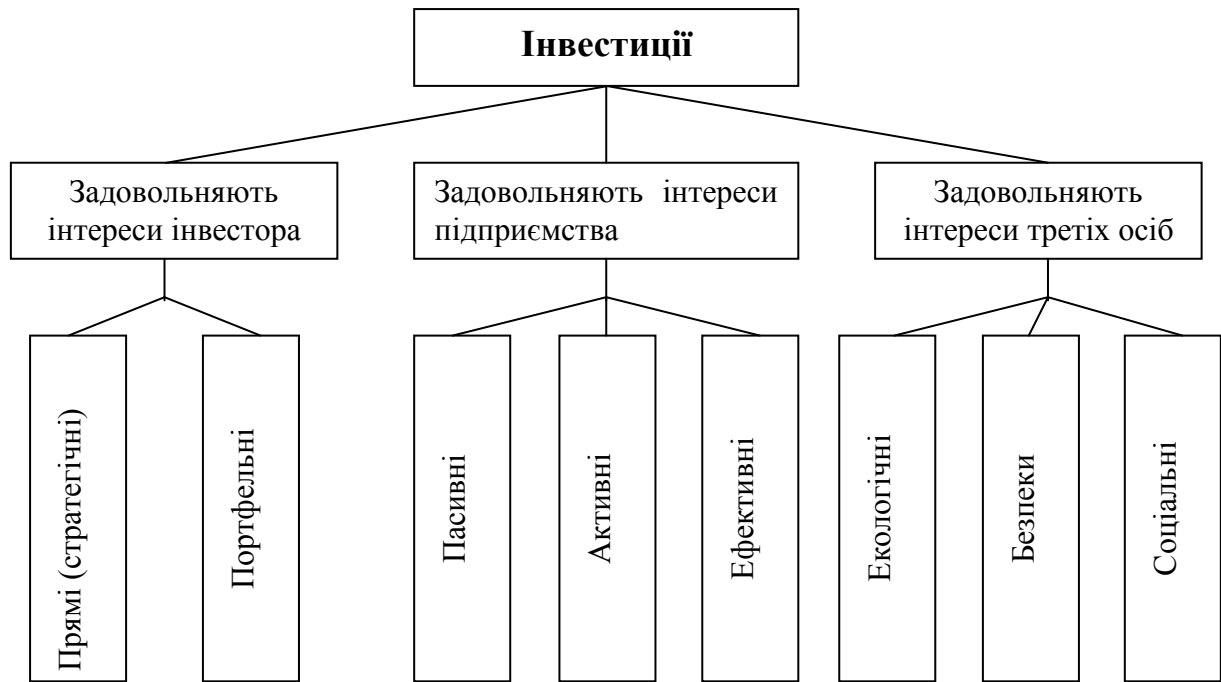 Інвестиції
Задовольняють
інтереси інвестора
Задовольняють інтереси
підприємства
Задовольняють
інтереси третіх осіб
Прямі (стратегічні)
Портфельні
Пасивні
Активні
Ефективні
Екологічні
Безпеки
Соціальні